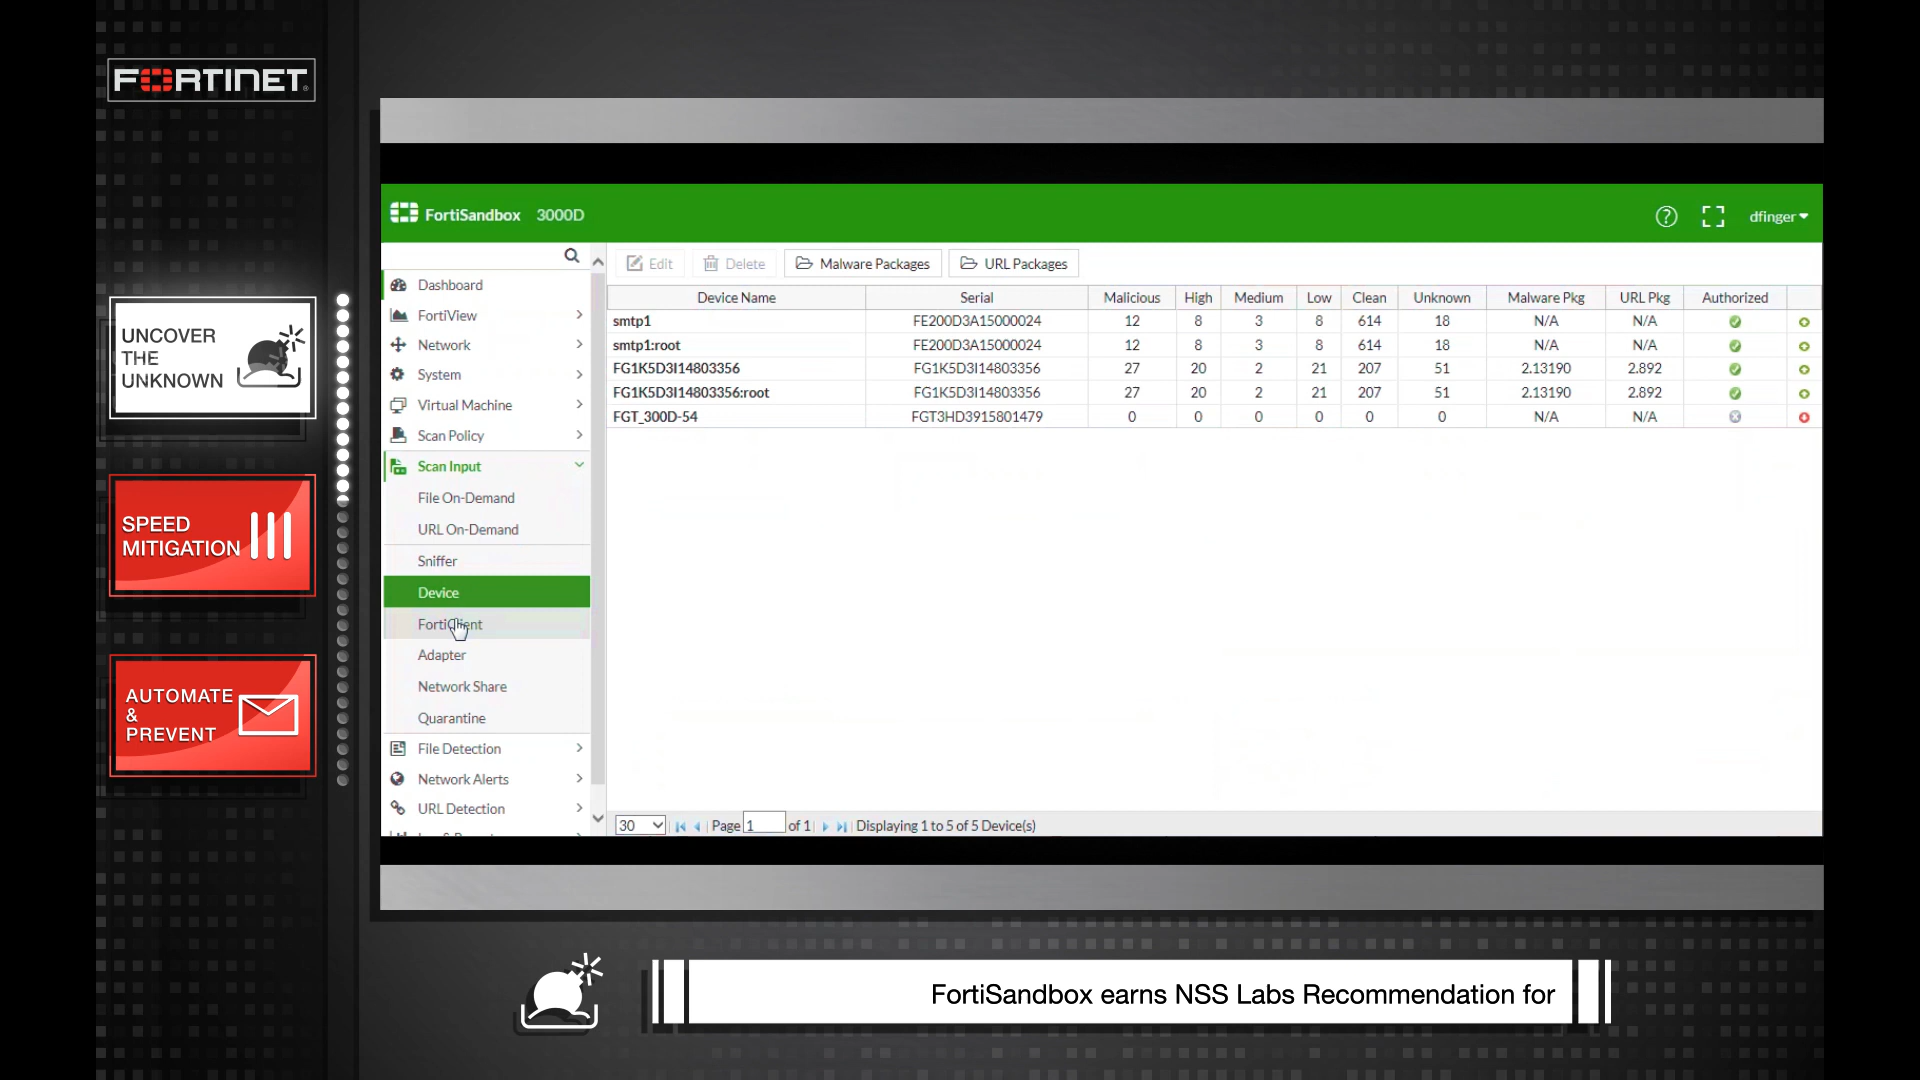 FORTINET
UNCOVER
THE
UNKNOWN
SPEED
MITIGATION
AUTOMATE
&
PREVENT
FortiSandbox 3000D
dfinger
Dashboard
FortiView
Network
System
Virtual Machine
Scan Policy
Scan Input
File On-Demand
URL On-Demand
Sniffer
Device
FortiClient
Adapter
Network Share
Quarantine
File Detection
Network Alerts
URL Detection
Edit Delete Malware Packages URL Packages
Device Name Serial Malicious High Medium Low Clean Unknown Malware Pkg URL Pkg Authorized
smtp1 FE200D3A15000024 12 8 3 8 614 18 N/A N/A
smtp1:root FE200D3A15000024 12 8 3 8 614 18 N/A N/A
FG1K5D3I14803356 FG1K5D3I14803356 27 20 2 21 207 51 2.13190 2.892
FG1K5D3I14803356:root FG1K5D3I14803356 27 20 2 21 207 51 2.13190 2.892
FGT_300D-54 FGT3HD3915801479 0 0 0 0 0 0 N/A N/A
30 Page 1 of 1 Displaying 1 to 5 of 5 Device(s)
FortiSandbox earns NSS Labs Recommendation for